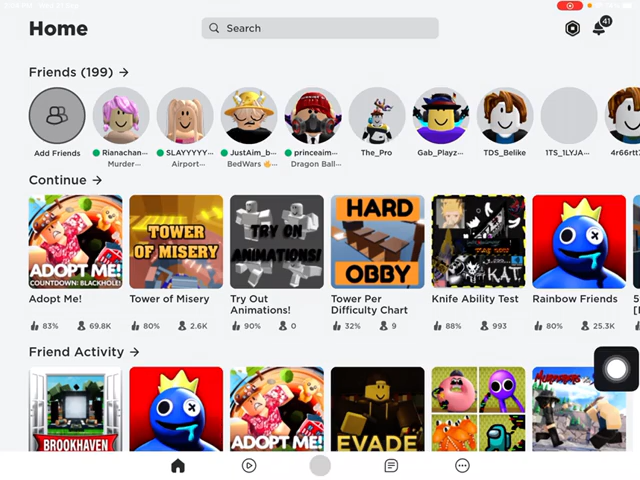 Home
Search
41
Friends (199) →
Add Friends
Rianachan...
Murder...
SLAYYYYY...
Airport...
JustAim_b...
BedWars 🔥...
princeaim...
Dragon Ball...
The_Pro
Gab_Playz...
TDS_Belike
1TS_1LYJA...
4r66rtt
Continue →
ADOPT ME!
COUNTDOWN: BLACKHOLE!
TOWER
OF MISERY
TRY ON
ANIMATIONS!
HARD
OBBY
K.A.T.
Adopt Me!
Tower of Misery
Try Out
Animations!
Tower Per
Difficulty Chart
Knife Ability Test
Rainbow Friends
83% 69.8K
80% 2.6K
90% 0
32% 9
88% 993
80% 25.3K
Friend Activity →
BROOKHAVEN
ADOPT ME!
EVADE